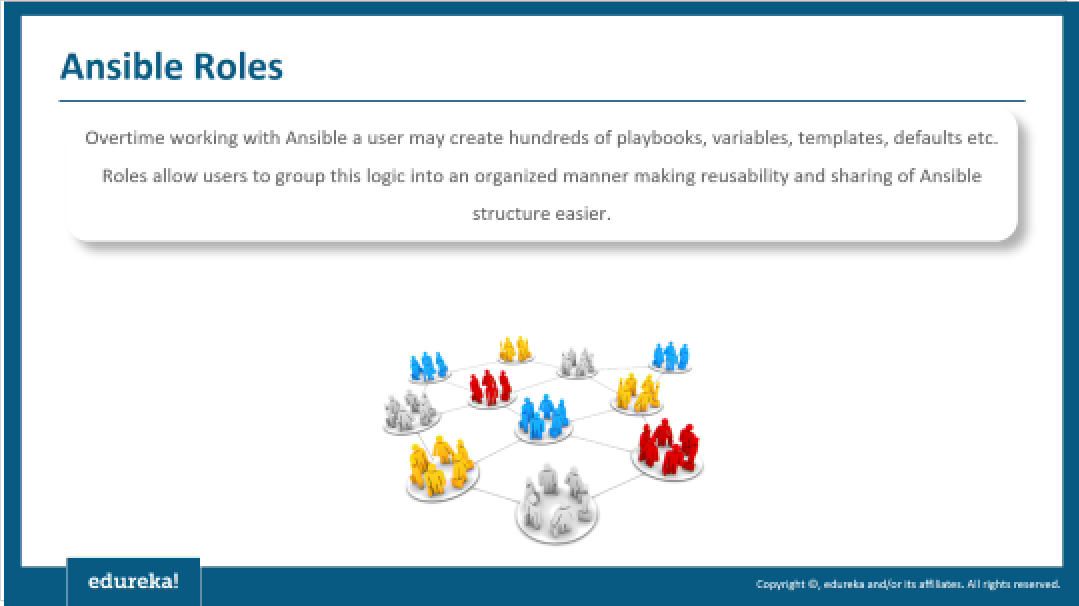 Ansible Roles
Overtime working with Ansible a user may create hundreds of playbooks, variables, templates, defaults etc.
Roles allow users to group this logic into an organized manner making reusability and sharing of Ansible
structure easier.
edureka!
Copyright ©, edureka and/or its affiliates. All rights reserved.